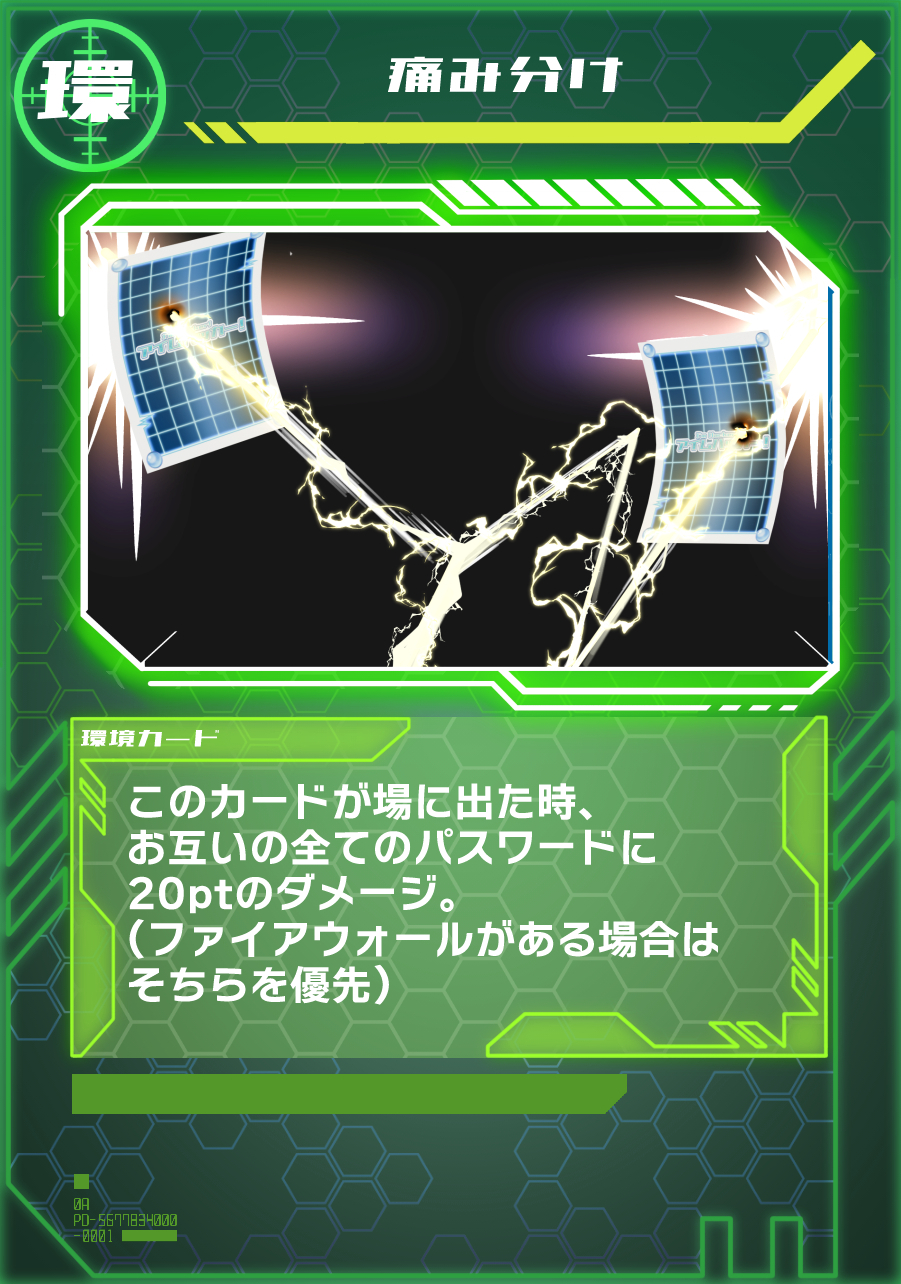 環
痛み分け
環境カード
このカードが場に出た時、
お互いの全てのパスワードに
20ptのダメージ。
(ファイアウォールがある場合は
そちらを優先)
0A
PD-5677834000
-0001